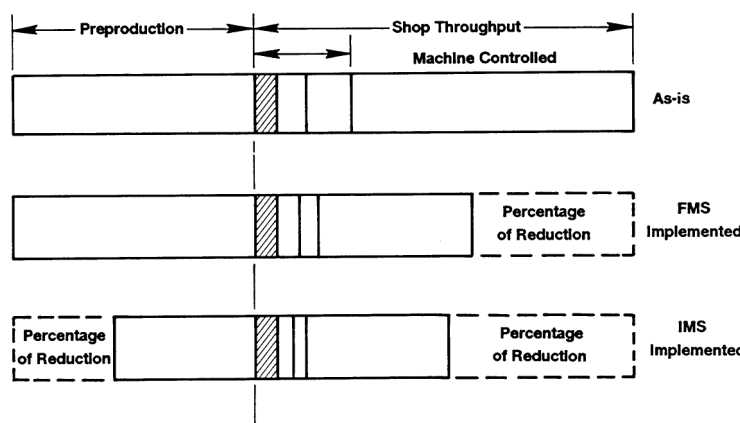 Preproduction
Shop Throughput
Machine Controlled
As-is
Percentage
of Reduction
FMS
Implemented
Percentage
of Reduction
Percentage
of Reduction
IMS
Implemented